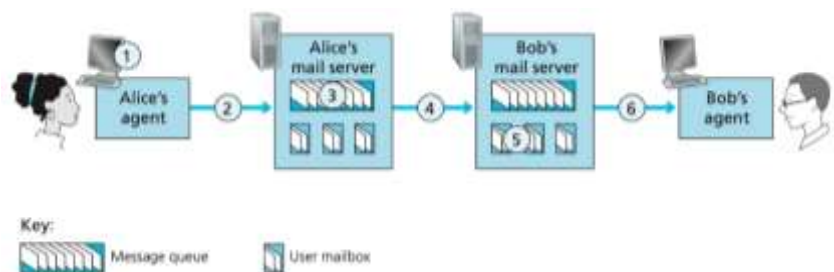 1
Alice's
agent
2
Alice's
mail server
3
4
Bob's
mail server
5
6
Bob's
agent
Key:
Message queue
User mailbox